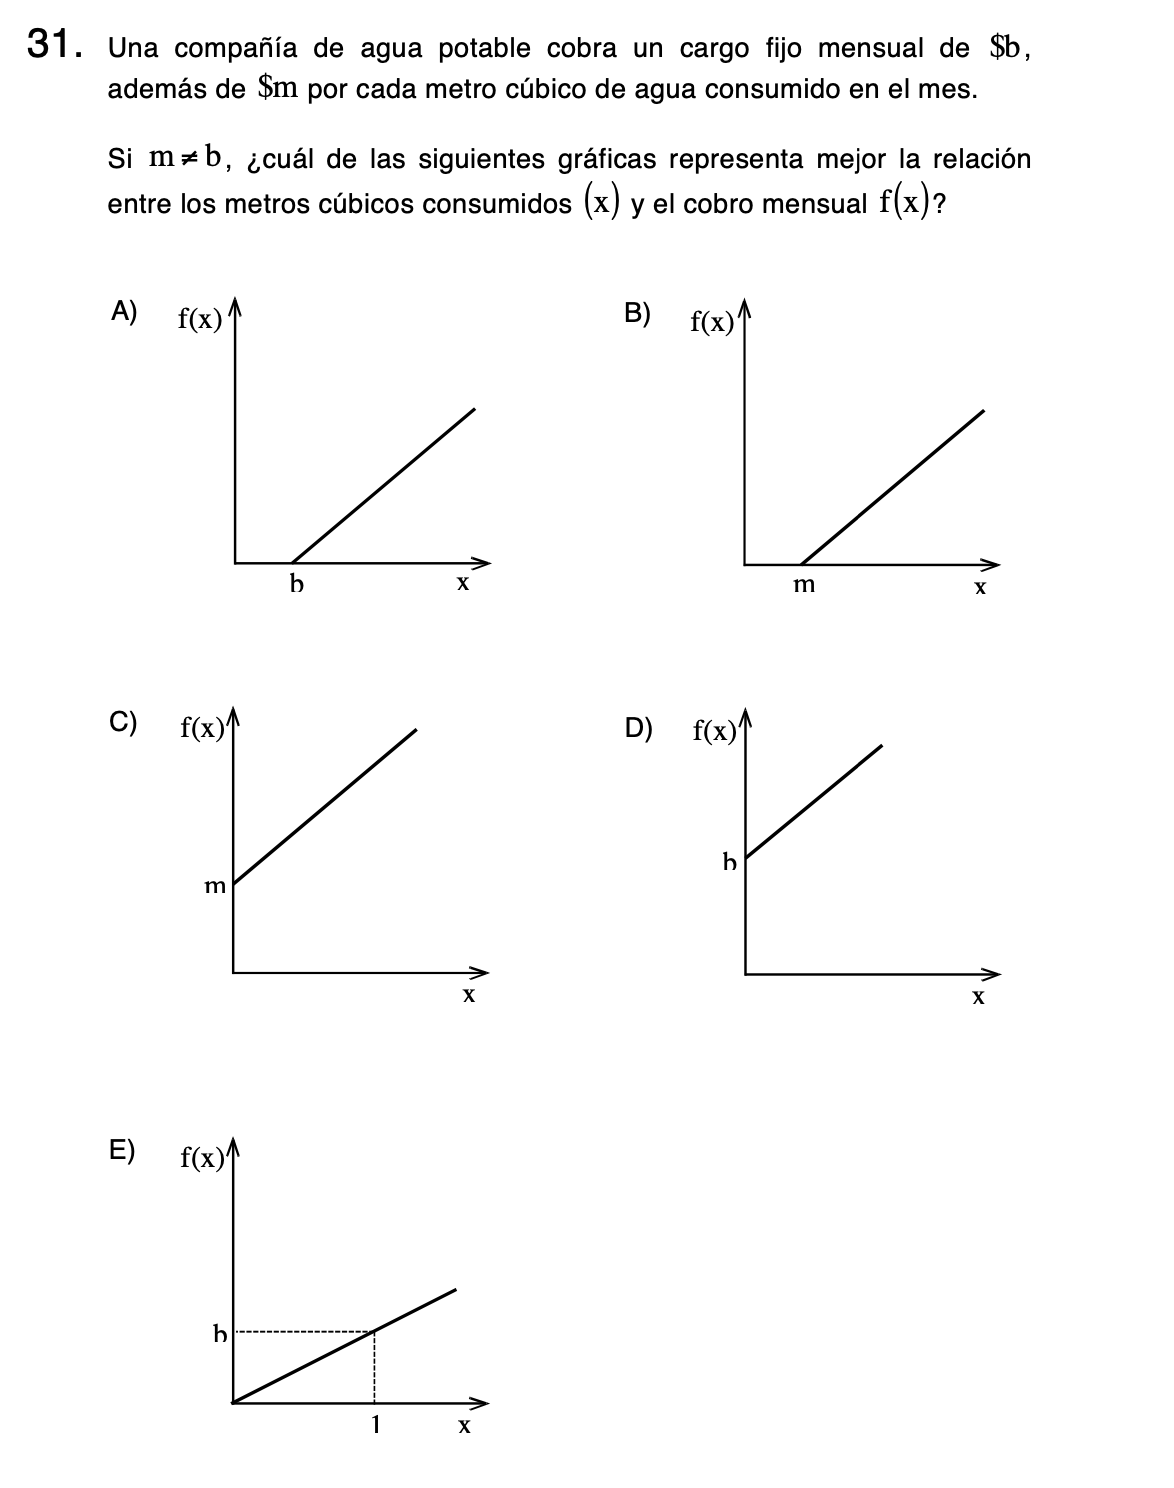 31. Una compañía de agua potable cobra un cargo fijo mensual de $b,
además de $m por cada metro cúbico de agua consumido en el mes.
Si m ≠ b, ¿cuál de las siguientes gráficas representa mejor la relación
entre los metros cúbicos consumidos (x) y el cobro mensual f(x)?
A) f(x)
b x
B) f(x)
m x
C) f(x)
m
x
D) f(x)
b
x
E) f(x)
b
1 x